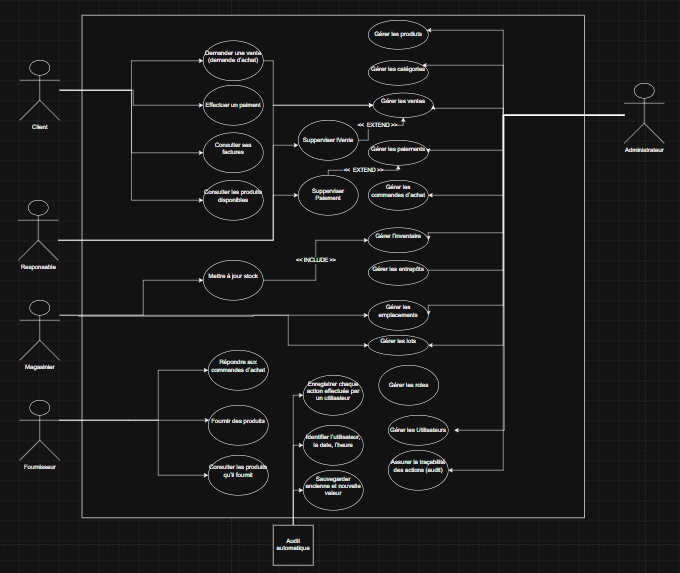 Gérer les produits
Demander une vente
(demande d'achat)
Gérer les catégories
Effectuer un paiment
Gérer les ventes
<< EXTEND >>
Client
Supperviser lVente
Administrateur
Consulter ses
factures
Gérer les paiements
<< EXTEND >>
Consulter les produits
disponibles
Supperviser
Paiement
Gérer les
commandes d'achat
Gérer l'inventaire
Responsable
<< INCLUDE >>
Mettre à jour stock
Gérer les entrepôts
Gérer les
emplacements
Gérer les lots
Magasinier
Répondre aux
commandes d'achat
Enregistrer chaque
action effectuée par
un utilisateur
Gérer les roles
Fournir des produits
Gérer les Utilisateurs
Identifier l'utilisateur,
la date, l'heure
Fournisseur
Consulter les produits
qu'il fournit
Assurer la traçabilité
des actions (audit)
Sauvegarder
ancienne et nouvelle
valeur
Audit
automatique